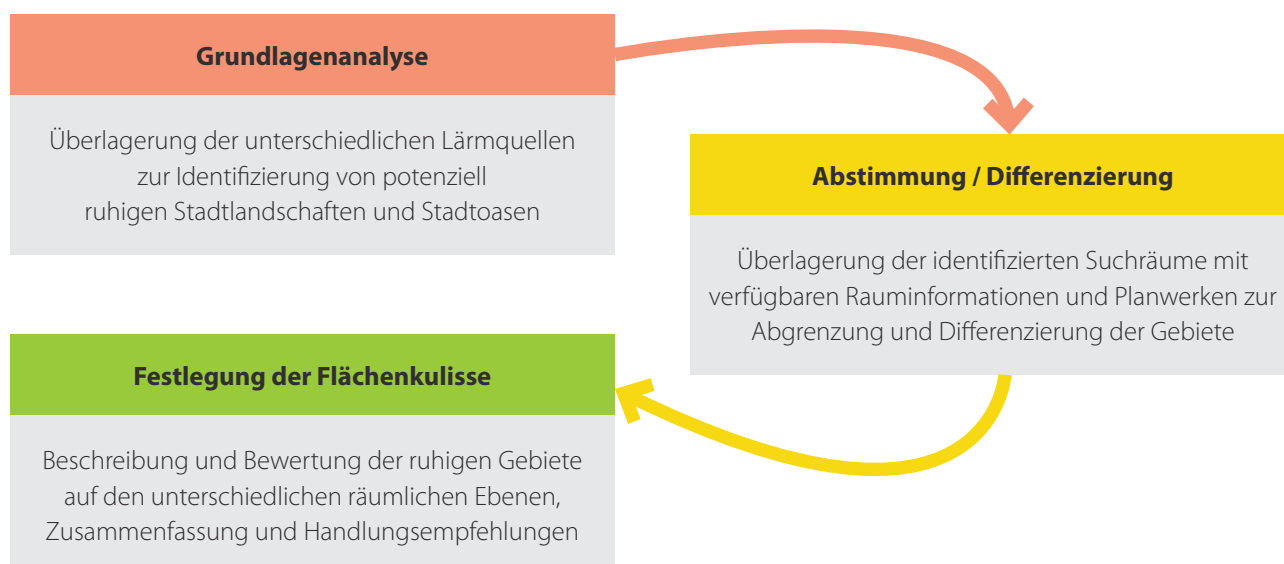 Grundlagenanalyse
Überlagerung der unterschiedlichen Lärmquellen
zur Identifizierung von potenziell
ruhigen Stadtlandschaften und Stadtoasen
Abstimmung / Differenzierung
Überlagerung der identifizierten Suchräume mit
verfügbaren Rauminformationen und Planwerken zur
Abgrenzung und Differenzierung der Gebiete
Festlegung der Flächenkulisse
Beschreibung und Bewertung der ruhigen Gebiete
auf den unterschiedlichen räumlichen Ebenen,
Zusammenfassung und Handlungsempfehlungen